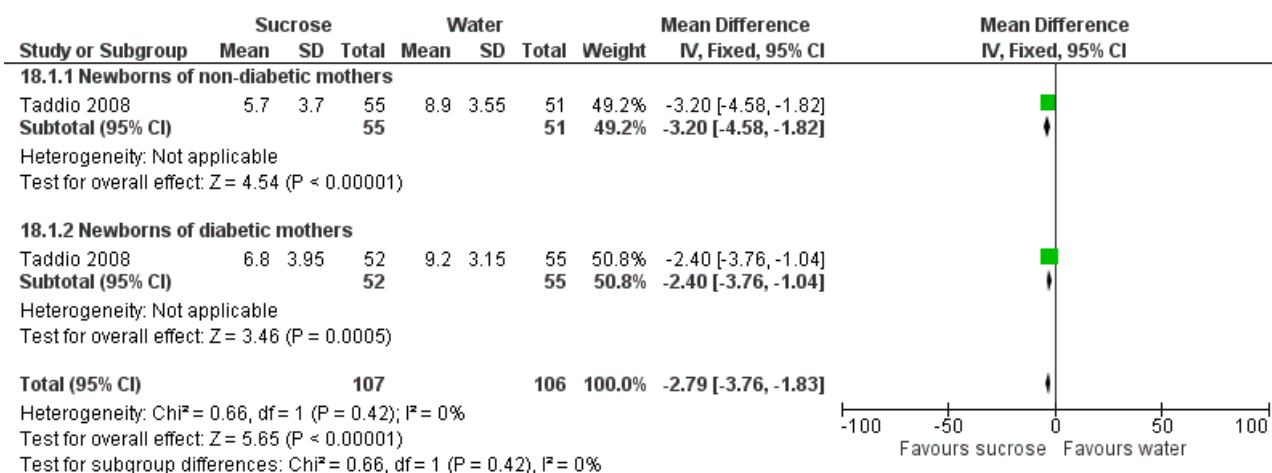 Sucrose Water Mean Difference Mean Difference
Study or Subgroup Mean SD Total Mean SD Total Weight IV, Fixed, 95% CI IV, Fixed, 95% CI
18.1.1 Newborns of non-diabetic mothers
Taddio 2008 5.7 3.7 55 8.9 3.55 51 49.2% -3.20 [-4.58, -1.82]
Subtotal (95% CI) 55 51 49.2% -3.20 [-4.58, -1.82]
Heterogeneity: Not applicable
Test for overall effect: Z = 4.54 (P < 0.00001)
18.1.2 Newborns of diabetic mothers
Taddio 2008 6.8 3.95 52 9.2 3.15 55 50.8% -2.40 [-3.76, -1.04]
Subtotal (95% CI) 52 55 50.8% -2.40 [-3.76, -1.04]
Heterogeneity: Not applicable
Test for overall effect: Z = 3.46 (P = 0.0005)
Total (95% CI) 107 106 100.0% -2.79 [-3.76, -1.83]
Heterogeneity: Chi² = 0.66, df = 1 (P = 0.42); I² = 0%
Test for overall effect: Z = 5.65 (P < 0.00001)
Test for subgroup differences: Chi² = 0.66, df = 1 (P = 0.42), I² = 0%
-100 -50 0 50 100
Favours sucrose Favours water